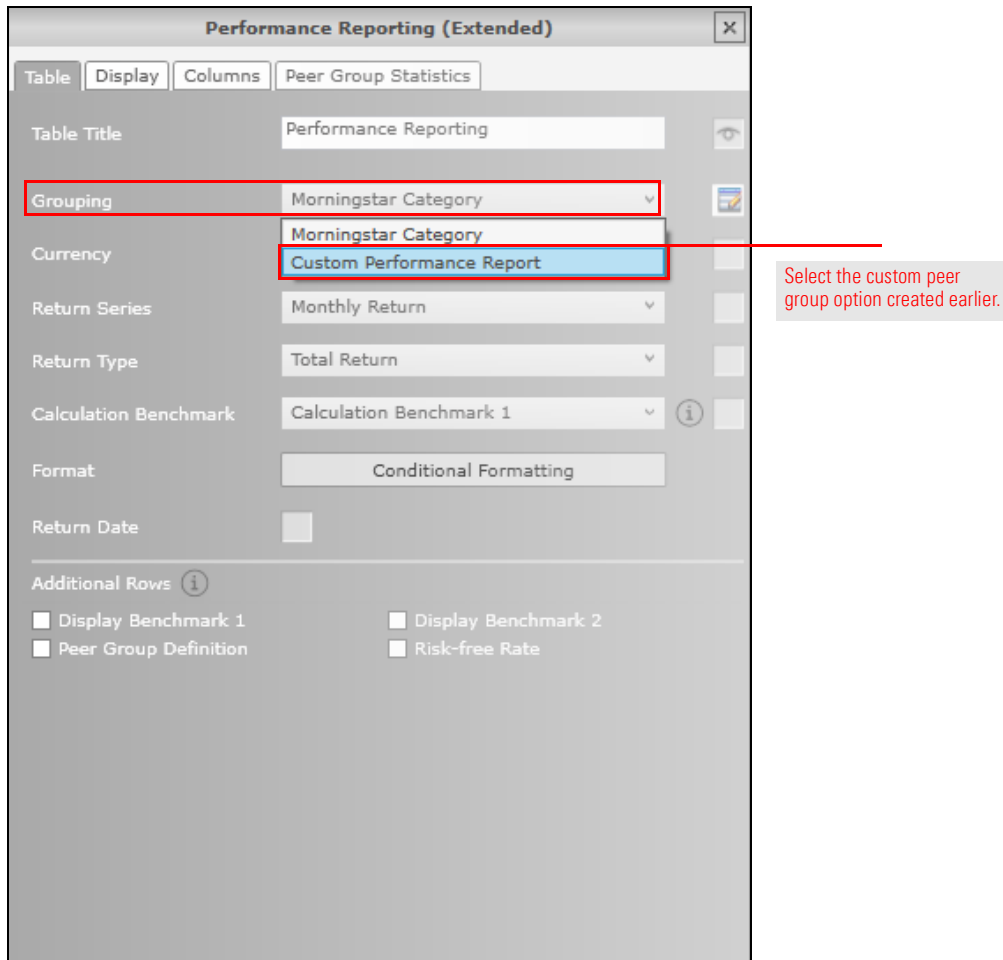 Performance Reporting (Extended)
Table Display Columns Peer Group Statistics
Table Title Performance Reporting
Grouping Morningstar Category
Morningstar Category
Currency
Custom Performance Report
Select the custom peer
group option created earlier.
Return Series Monthly Return
Return Type Total Return
Calculation Benchmark Calculation Benchmark 1
Format Conditional Formatting
Return Date
Additional Rows
Display Benchmark 1 Display Benchmark 2
Peer Group Definition Risk-free Rate